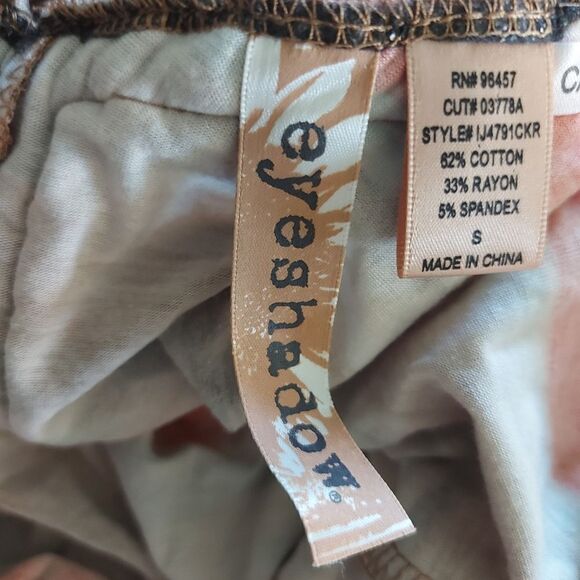 eyeshadow®
RN# 96457
CUT# 03778A
STYLE# IJ4791CKR
62% COTTON
33% RAYON
5% SPANDEX
S
MADE IN CHINA